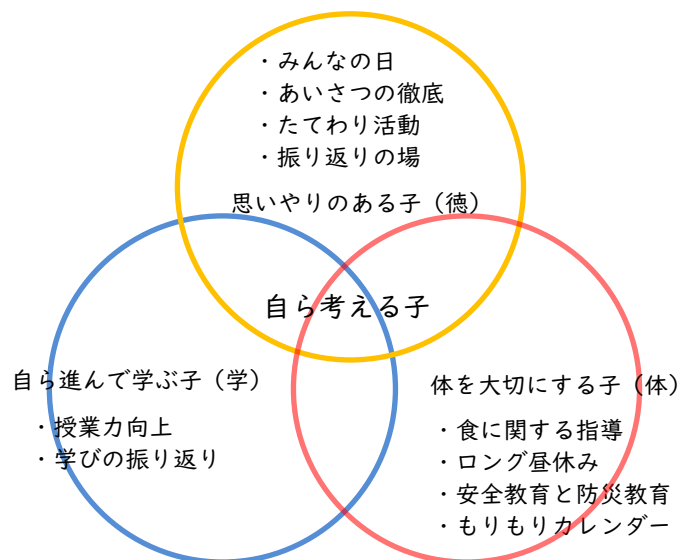 ・みんなの日
・あいさつの徹底
・たてわり活動
・振り返りの場
思いやりのある子（徳）
自ら考える子
自ら進んで学ぶ子（学）
・授業力向上
・学びの振り返り
体を大切にする子（体）
・食に関する指導
・ロング昼休み
・安全教育と防災教育
・もりもりカレンダー